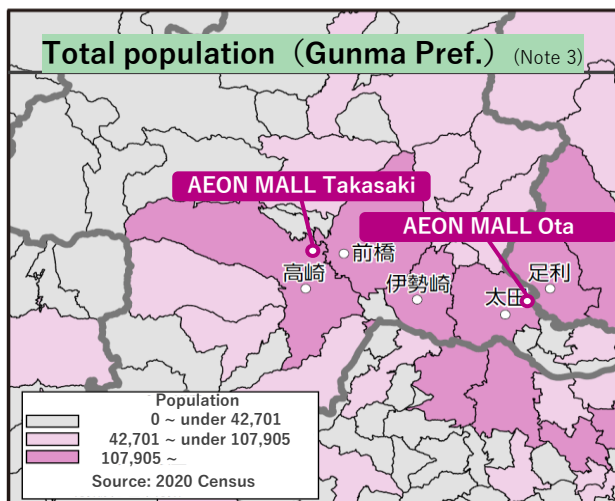 Total population（Gunma Pref.）(Note 3)
AEON MALL Takasaki
AEON MALL Ota
前橋
高崎
伊勢崎
太田
足利
Population
0 ~ under 42,701
42,701 ~ under 107,905
107,905 ~
Source: 2020 Census